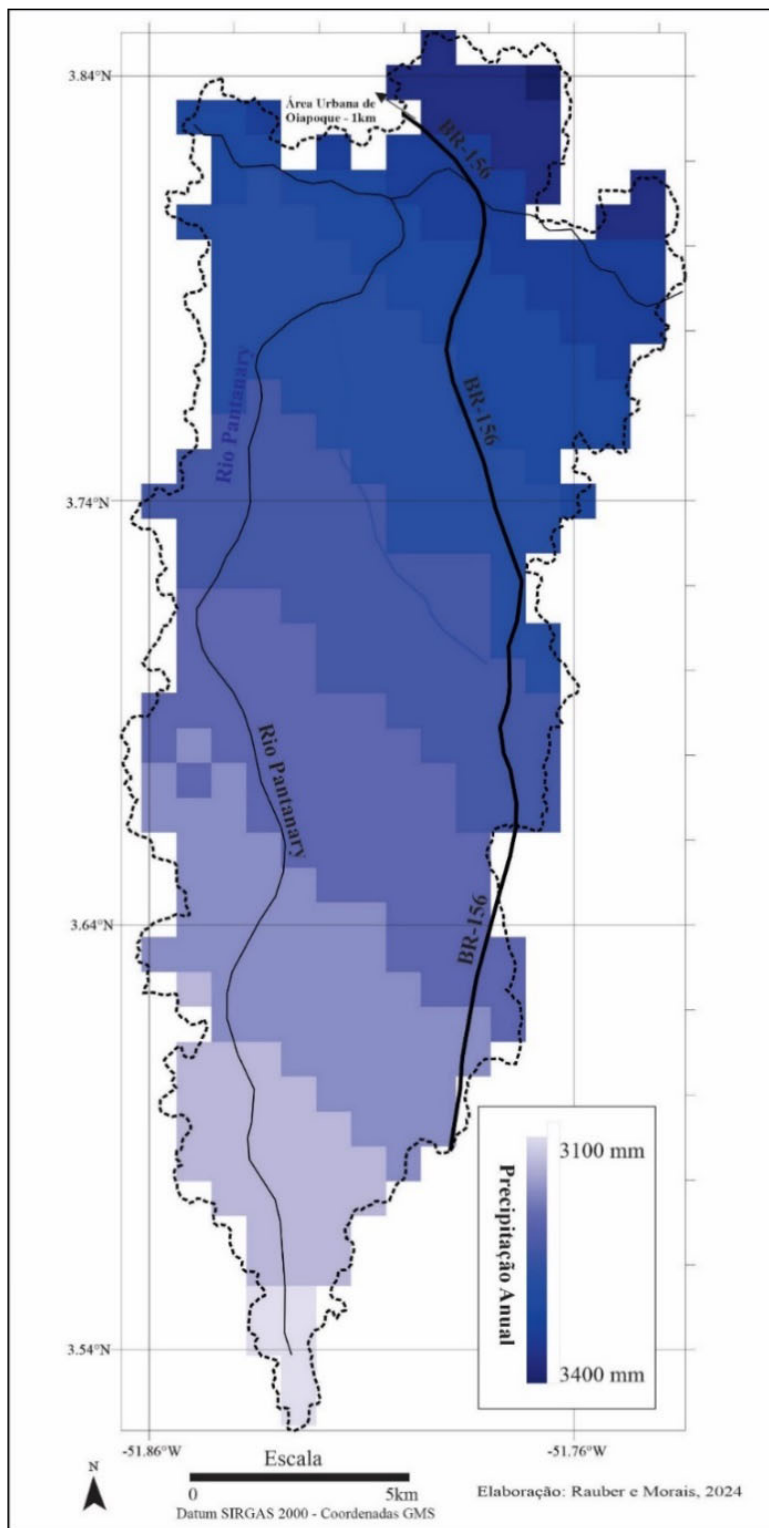 3.84°N
Área Urbana de
Oiapoque - 1km
BR-156
Rio Pantanary
BR-156
3.74°N
Rio Pantanary
3.64°N
BR-156
Precipitação Anual
3100 mm
3400 mm
3.54°N
-51.86°W
-51.76°W
N
Escala
0
5km
Datum SIRGAS 2000 - Coordenadas GMS
Elaboração: Rauber e Morais, 2024